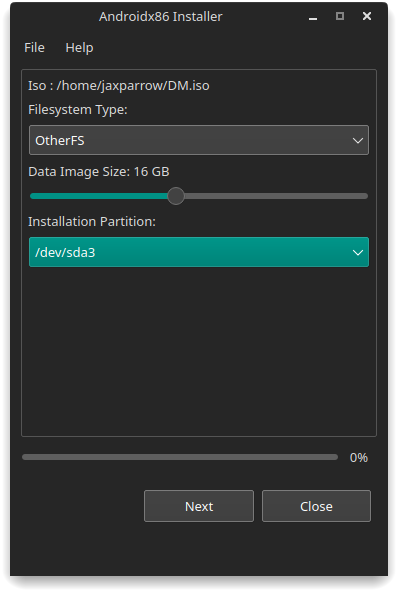 Androidx86 Installer
File Help
Iso : /home/jaxparrow/DM.iso
Filesystem Type:
OtherFS
Data Image Size: 16 GB
Installation Partition:
/dev/sda3
0%
Next Close